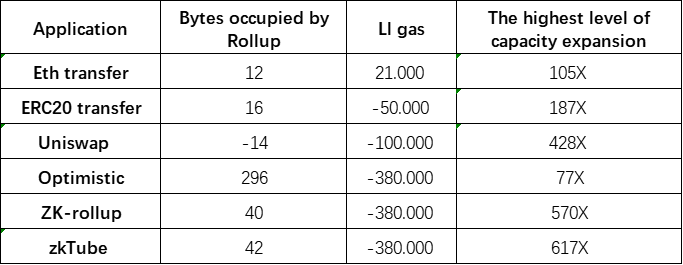 Application Bytes occupied by Rollup LI gas The highest level of capacity expansion
Eth transfer 12 21.000 105X
ERC20 transfer 16 -50.000 187X
Uniswap -14 -100.000 428X
Optimistic 296 -380.000 77X
ZK-rollup 40 -380.000 570X
zkTube 42 -380.000 617X